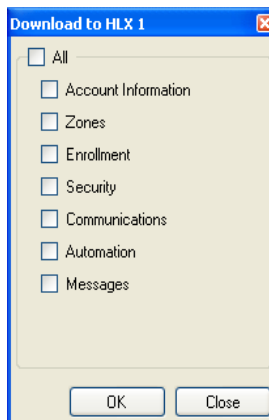 Download to HLX 1
All
Account Information
Zones
Enrollment
Security
Communications
Automation
Messages
OK Close